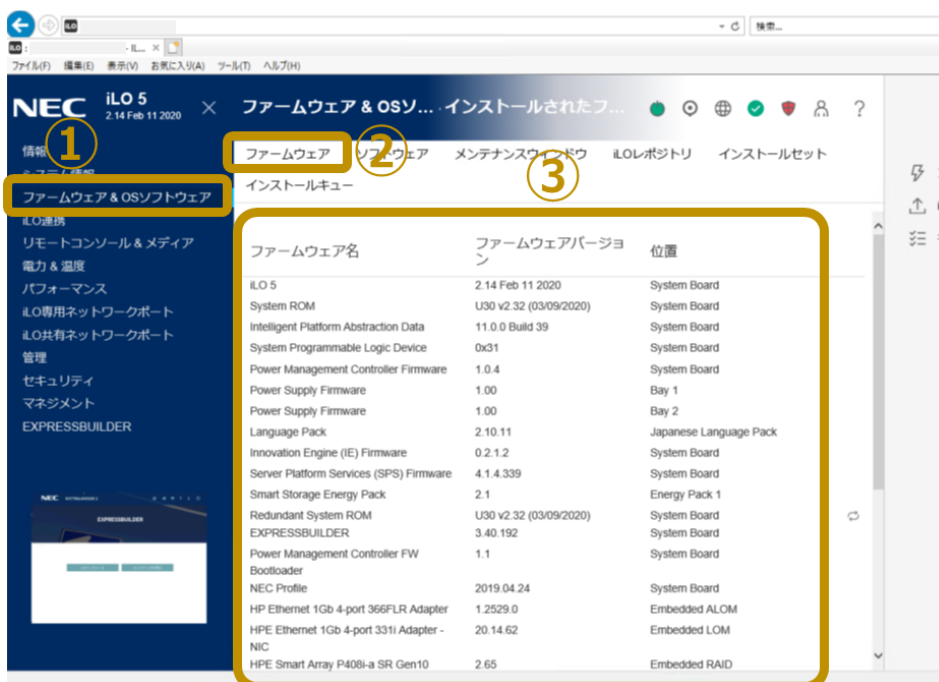 iLO
検索...
iLO :
- IL...
ファイル(F) 編集(E) 表示(V) お気に入り(A) ツール(T) ヘルプ(H)
NEC iLO 5
2.14 Feb 11 2020
ファームウェア & OSソ... - インストールされたフ...
①
情報
システム情報
ファームウェア & OSソフトウェア
iLO連携
リモートコンソール & メディア
電力 & 温度
パフォーマンス
iLO専用ネットワークポート
iLO共有ネットワークポート
管理
セキュリティ
マネジメント
EXPRESSBUILDER
NEC
EXPRESSBUILDER
ファームウェア ソフトウェア メンテナンスウィンドウ iLOレポジトリ インストールセット
②
③
インストールキュー
ファームウェア名 ファームウェアバージョン 位置
iLO 5 2.14 Feb 11 2020 System Board
System ROM U30 v2.32 (03/09/2020) System Board
Intelligent Platform Abstraction Data 11.0.0 Build 39 System Board
System Programmable Logic Device 0x31 System Board
Power Management Controller Firmware 1.0.4 System Board
Power Supply Firmware 1.00 Bay 1
Power Supply Firmware 1.00 Bay 2
Language Pack 2.10.11 Japanese Language Pack
Innovation Engine (IE) Firmware 0.2.1.2 System Board
Server Platform Services (SPS) Firmware 4.1.4.339 System Board
Smart Storage Energy Pack 2.1 Energy Pack 1
Redundant System ROM U30 v2.32 (03/09/2020) System Board
EXPRESSBUILDER 3.40.192 System Board
Power Management Controller FW 1.1 System Board
Bootloader
NEC Profile 2019.04.24 System Board
HP Ethernet 1Gb 4-port 366FLR Adapter 1.2529.0 Embedded ALOM
HPE Ethernet 1Gb 4-port 331i Adapter - 20.14.62 Embedded LOM
NIC
HPE Smart Array P408i-a SR Gen10 2.65 Embedded RAID